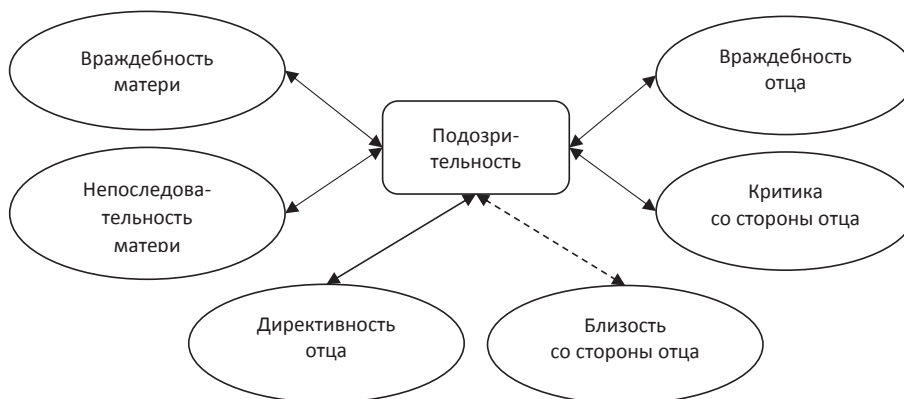 Враждебность
матери
Враждебность
отца
Подозри-
тельность
Непоследова-
тельность
матери
Критика
со стороны отца
Директивность
отца
Близость
со стороны отца